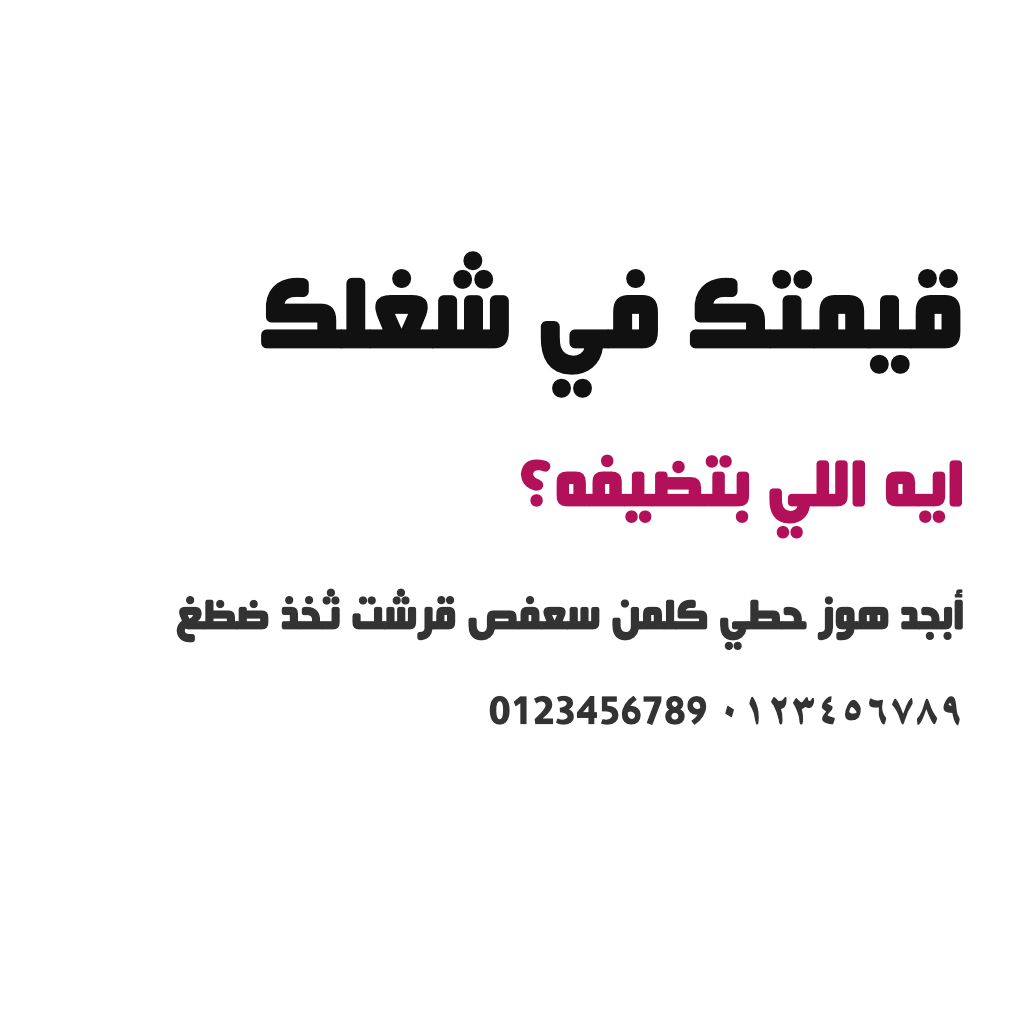 قيمتك في شغلك
ايه اللي بتضيفه؟
أبجد هوز حطي كلمن سعفص قرشت ثخذ ضظغ
٠١٢٣٤٥٦٧٨٩ 0123456789